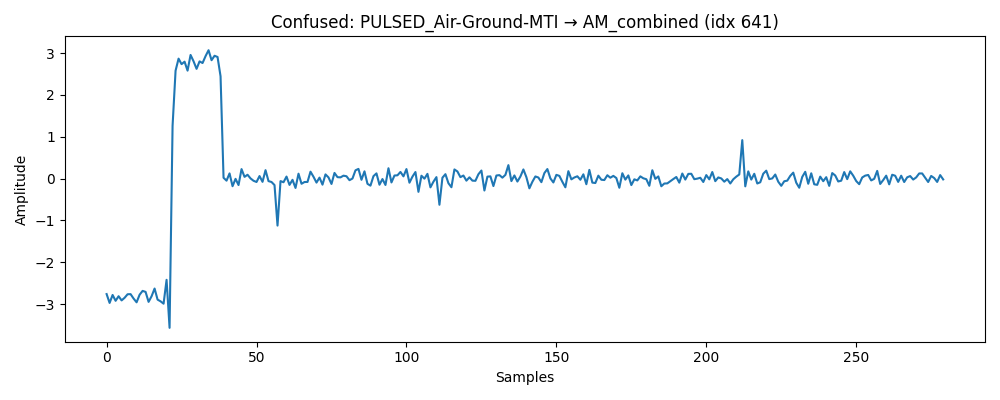 Confused: PULSED_Air-Ground-MTI → AM_combined (idx 641)
3
2
1
0
−1
−2
−3
Amplitude
0 50 100 150 200 250
Samples